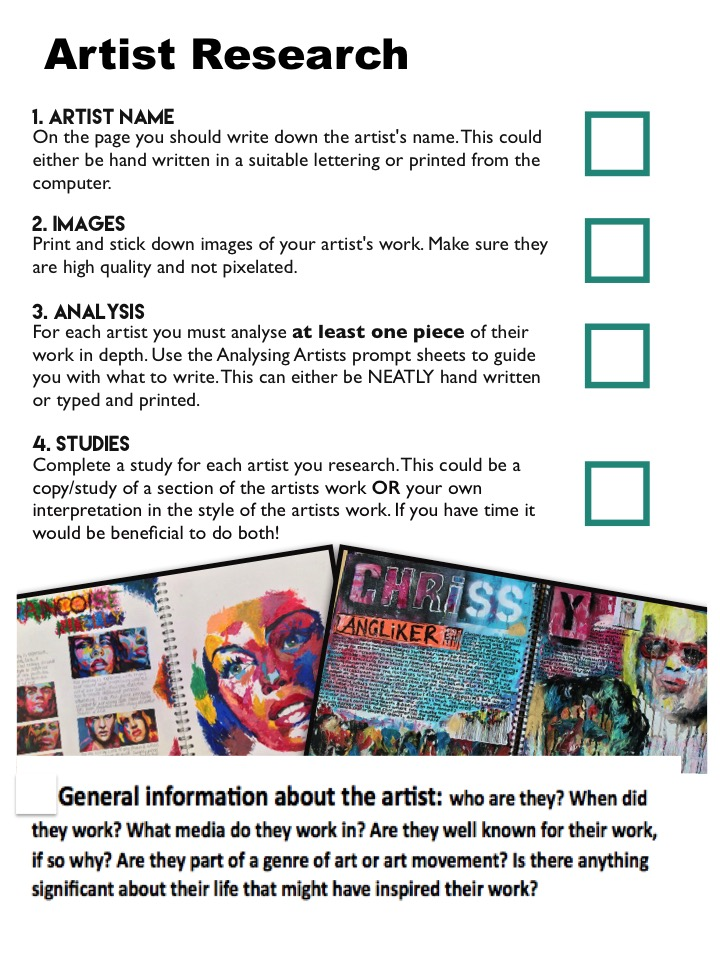 Artist Research
1. ARTIST NAME
On the page you should write down the artist's name. This could
either be hand written in a suitable lettering or printed from the
computer.
2. IMAGES
Print and stick down images of your artist's work. Make sure they
are high quality and not pixelated.
3. ANALYSIS
For each artist you must analyse at least one piece of their
work in depth. Use the Analysing Artists prompt sheets to guide
you with what to write. This can either be NEATLY hand written
or typed and printed.
4. STUDIES
Complete a study for each artist you research. This could be a
copy/study of a section of the artists work OR your own
interpretation in the style of the artists work. If you have time it
would be beneficial to do both!
CHRiSS Y
ANGLiKER
General information about the artist: who are they? When did
they work? What media do they work in? Are they well known for their work,
if so why? Are they part of a genre of art or art movement? Is there anything
significant about their life that might have inspired their work?